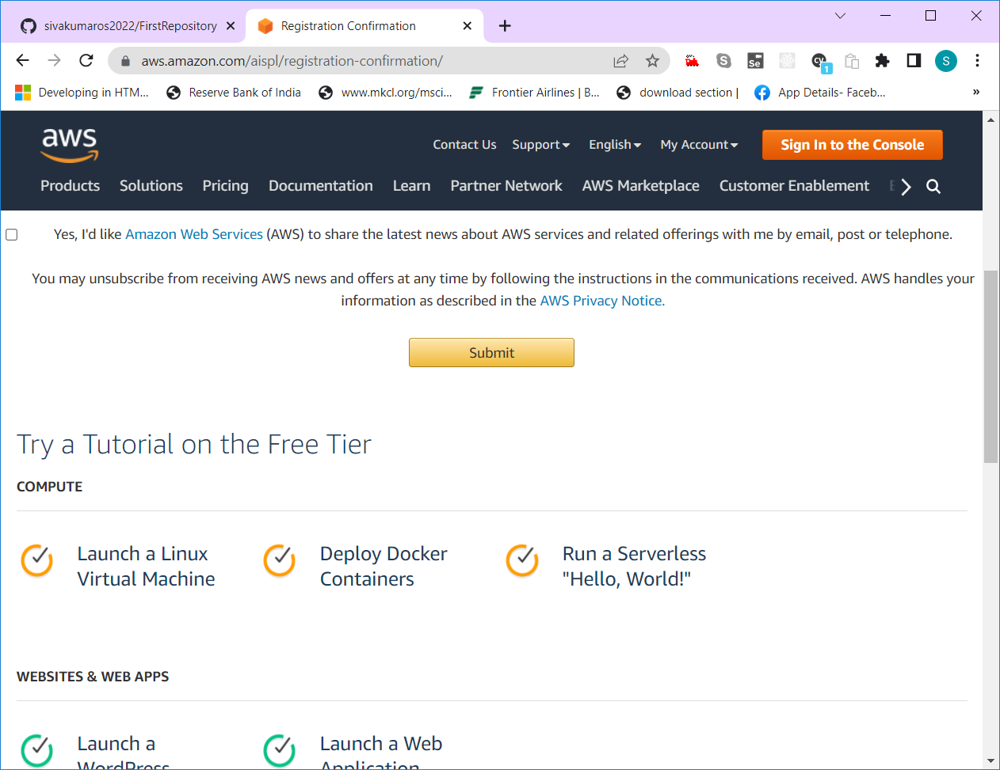 sivakumaros2022/FirstRepository
Registration Confirmation
aws.amazon.com/aispl/registration-confirmation/
Se
cy
1
S
Developing in HTM...
Reserve Bank of India
www.mkcl.org/msci...
Frontier Airlines | B...
download section |
App Details- Faceb...
»
aws
Contact Us
Support
English
My Account
Sign In to the Console
Products
Solutions
Pricing
Documentation
Learn
Partner Network
AWS Marketplace
Customer Enablement
E
Yes, I'd like Amazon Web Services (AWS) to share the latest news about AWS services and related offerings with me by email, post or telephone.
You may unsubscribe from receiving AWS news and offers at any time by following the instructions in the communications received. AWS handles your
information as described in the AWS Privacy Notice.
Submit
Try a Tutorial on the Free Tier
COMPUTE
Launch a Linux
Virtual Machine
Deploy Docker
Containers
Run a Serverless
"Hello, World!"
WEBSITES & WEB APPS
Launch a
WordPress
Launch a Web
Application